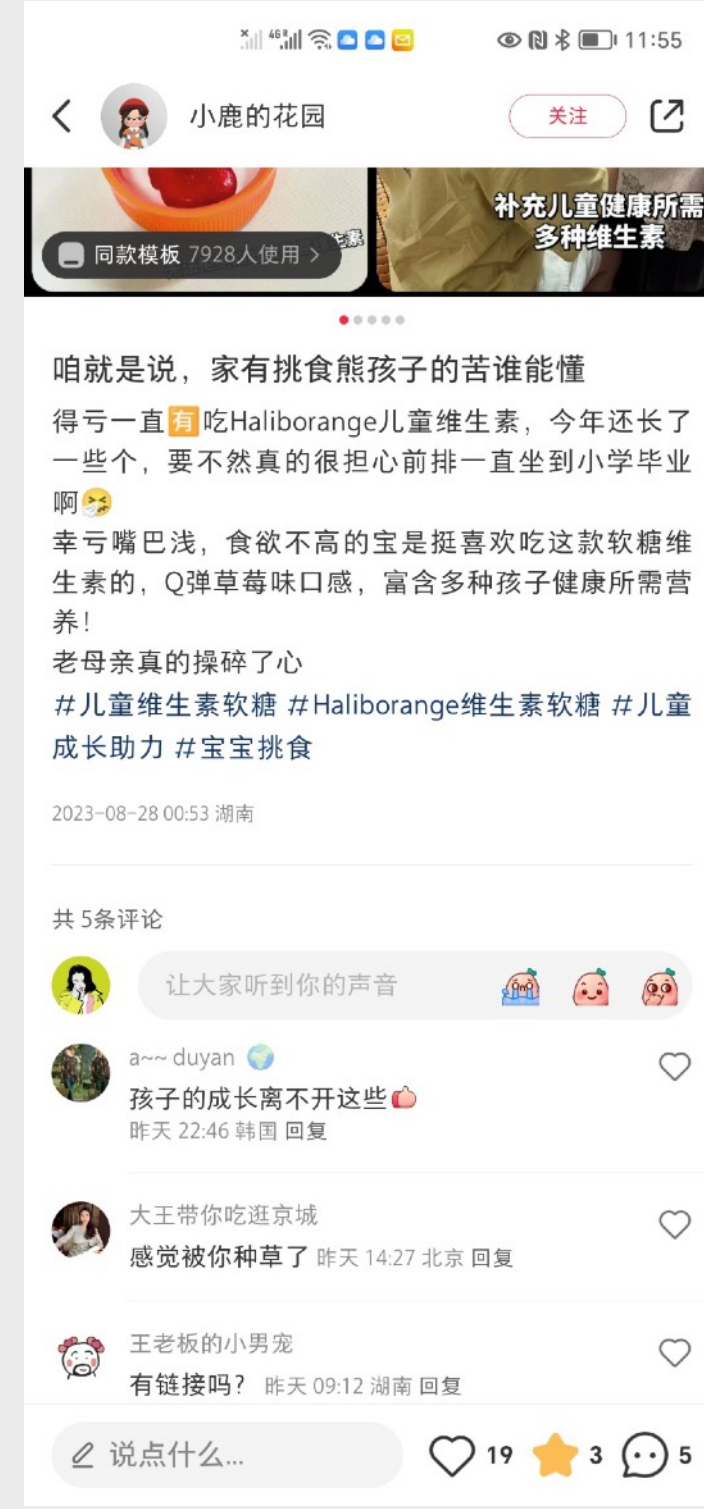 4G
11:55
小鹿的花园
关注
补充儿童健康所需
多种维生素
生素
同款模板 7928人使用 >
咱就是说，家有挑食熊孩子的苦谁能懂
得亏一直🈶吃Haliborange儿童维生素，今年还长了
一些个，要不然真的很担心前排一直坐到小学毕业
啊🤧
幸亏嘴巴浅，食欲不高的宝是挺喜欢吃这款软糖维
生素的，Q弹草莓味口感，富含多种孩子健康所需营
养！
老母亲真的操碎了心
#儿童维生素软糖 #Haliborange维生素软糖 #儿童
成长助力 #宝宝挑食
2023-08-28 00:53 湖南
共 5条评论
让大家听到你的声音
a~~ duyan 🌍
孩子的成长离不开这些👍
昨天 22:46 韩国 回复
大王带你吃逛京城
感觉被你种草了 昨天 14:27 北京 回复
王老板的小男宠
有链接吗？ 昨天 09:12 湖南 回复
说点什么...
19
3
5